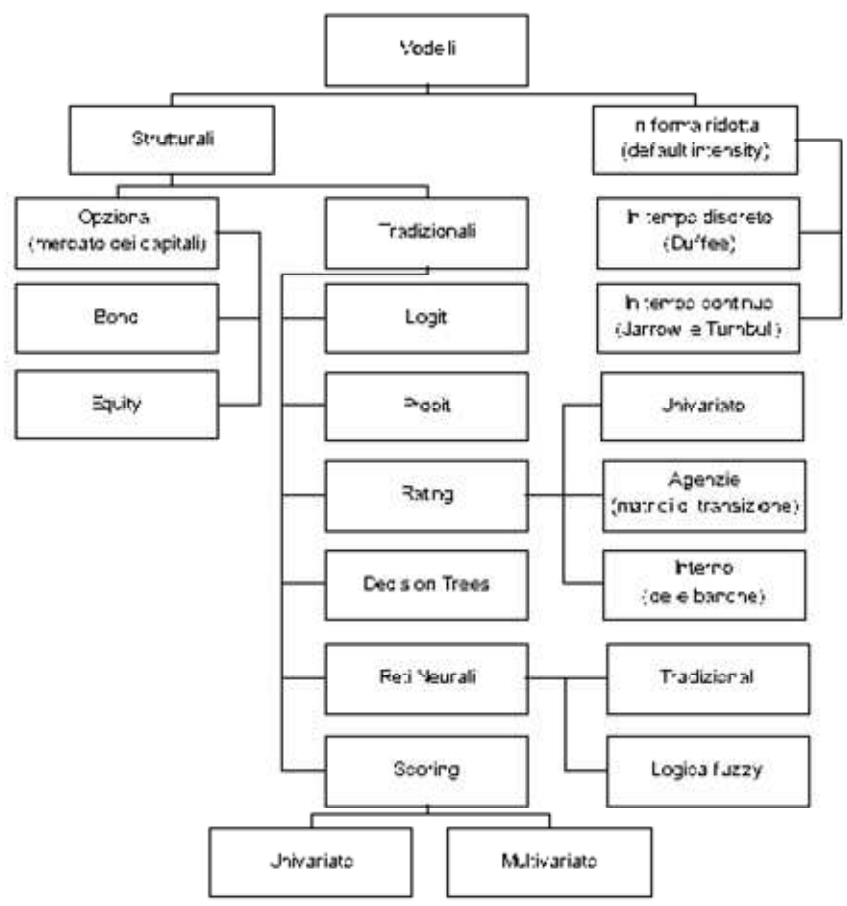 Modelli
Strutturali
In forma ridotta
(default intensity)
Opzional
(mercato dei capitali)
Tradizionali
In tempo discreto
(Duffee)
Bond
Logit
In tempo continuo
(Jarrow e Turnbull)
Equity
Probit
Univariato
Rating
Agenzie
(matrici di transizione)
Decision Trees
Interno
(delle banche)
Reti Neurali
Tradizionali
Scoring
Logica fuzzy
Univariato
Multivariato